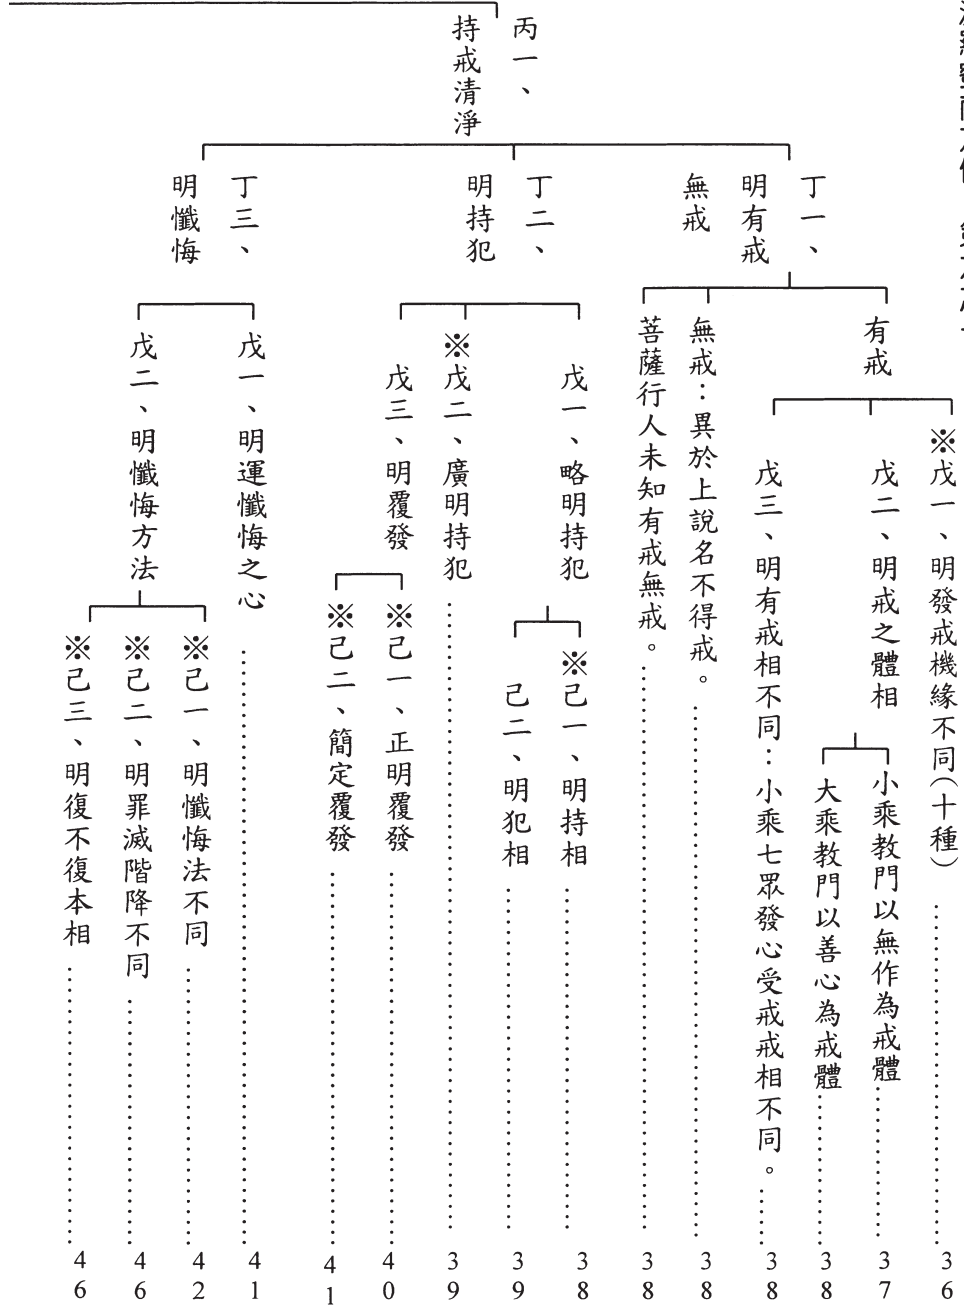 丙一、
持戒清淨
丁一、
明有戒
無戒
有戒
※戊一、明發戒機緣不同（十種）……36
戊二、明戒之體相
小乘教門以無作為戒體……37
大乘教門以善心為戒體……38
戊三、明有戒相不同：小乘七眾發心受戒戒相不同。……38
無戒：異於上說名不得戒。……38
菩薩行人未知有戒無戒。……38
丁二、
明持犯
戊一、略明持犯
※己一、明持相……38
己二、明犯相……39
※戊二、廣明持犯……39
戊三、明覆發
※己一、正明覆發……40
※己二、簡定覆發……41
丁三、
明懺悔
戊一、明運懺悔之心……41
戊二、明懺悔方法
※己一、明懺悔法不同……42
※己二、明罪滅階降不同……46
※己三、明復不復本相……46